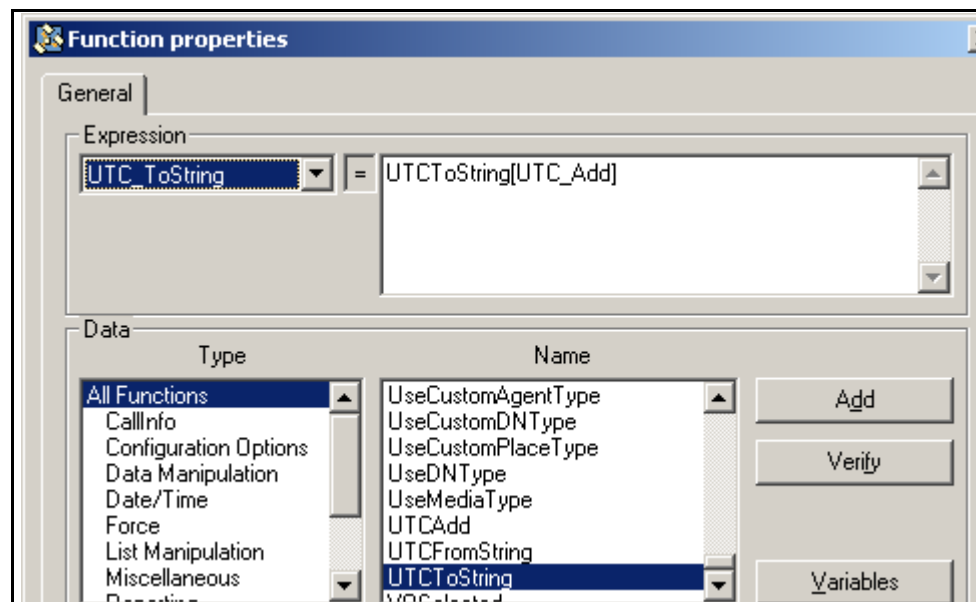 Function properties
General
Expression
UTC_ToString
=
UTCToString[UTC_Add]
Data
Type
Name
All Functions
CallInfo
Configuration Options
Data Manipulation
Date/Time
Force
List Manipulation
Miscellaneous
UseCustomAgentType
UseCustomDNType
UseCustomPlaceType
UseDNType
UseMediaType
UTCAdd
UTCFromString
UTCToString
Add
Verify
Variables